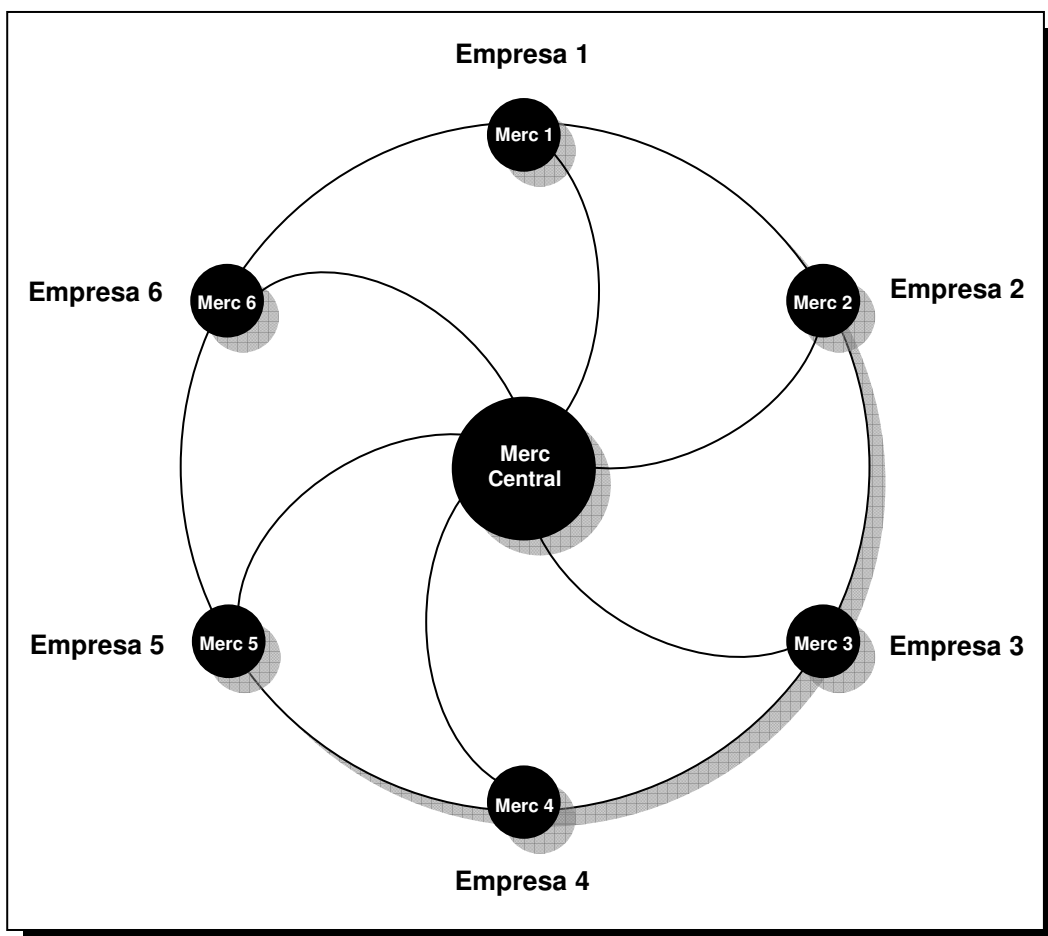 Empresa 1
Merc 1
Empresa 6
Merc 6
Merc 2
Empresa 2
Merc
Central
Empresa 5
Merc 5
Merc 3
Empresa 3
Merc 4
Empresa 4